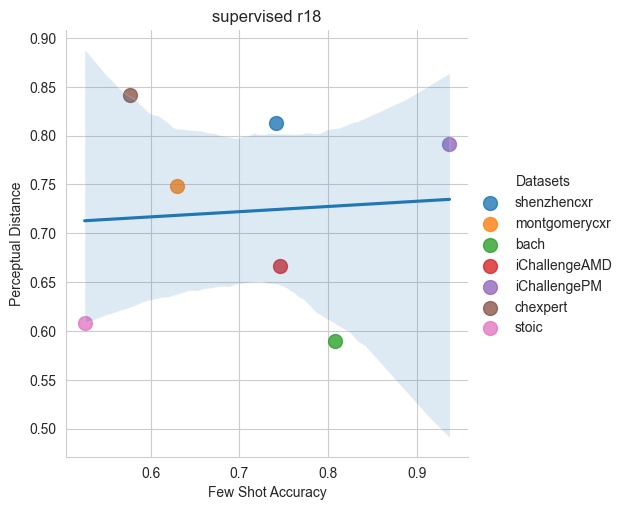 supervised r18
0.90
0.85
0.80
0.75
0.70
0.65
0.60
0.55
0.50
Perceptual Distance
0.6 0.7 0.8 0.9
Few Shot Accuracy
Datasets
shenzhencxr
montgomerycxr
bach
iChallengeAMD
iChallengePM
chexpert
stoic